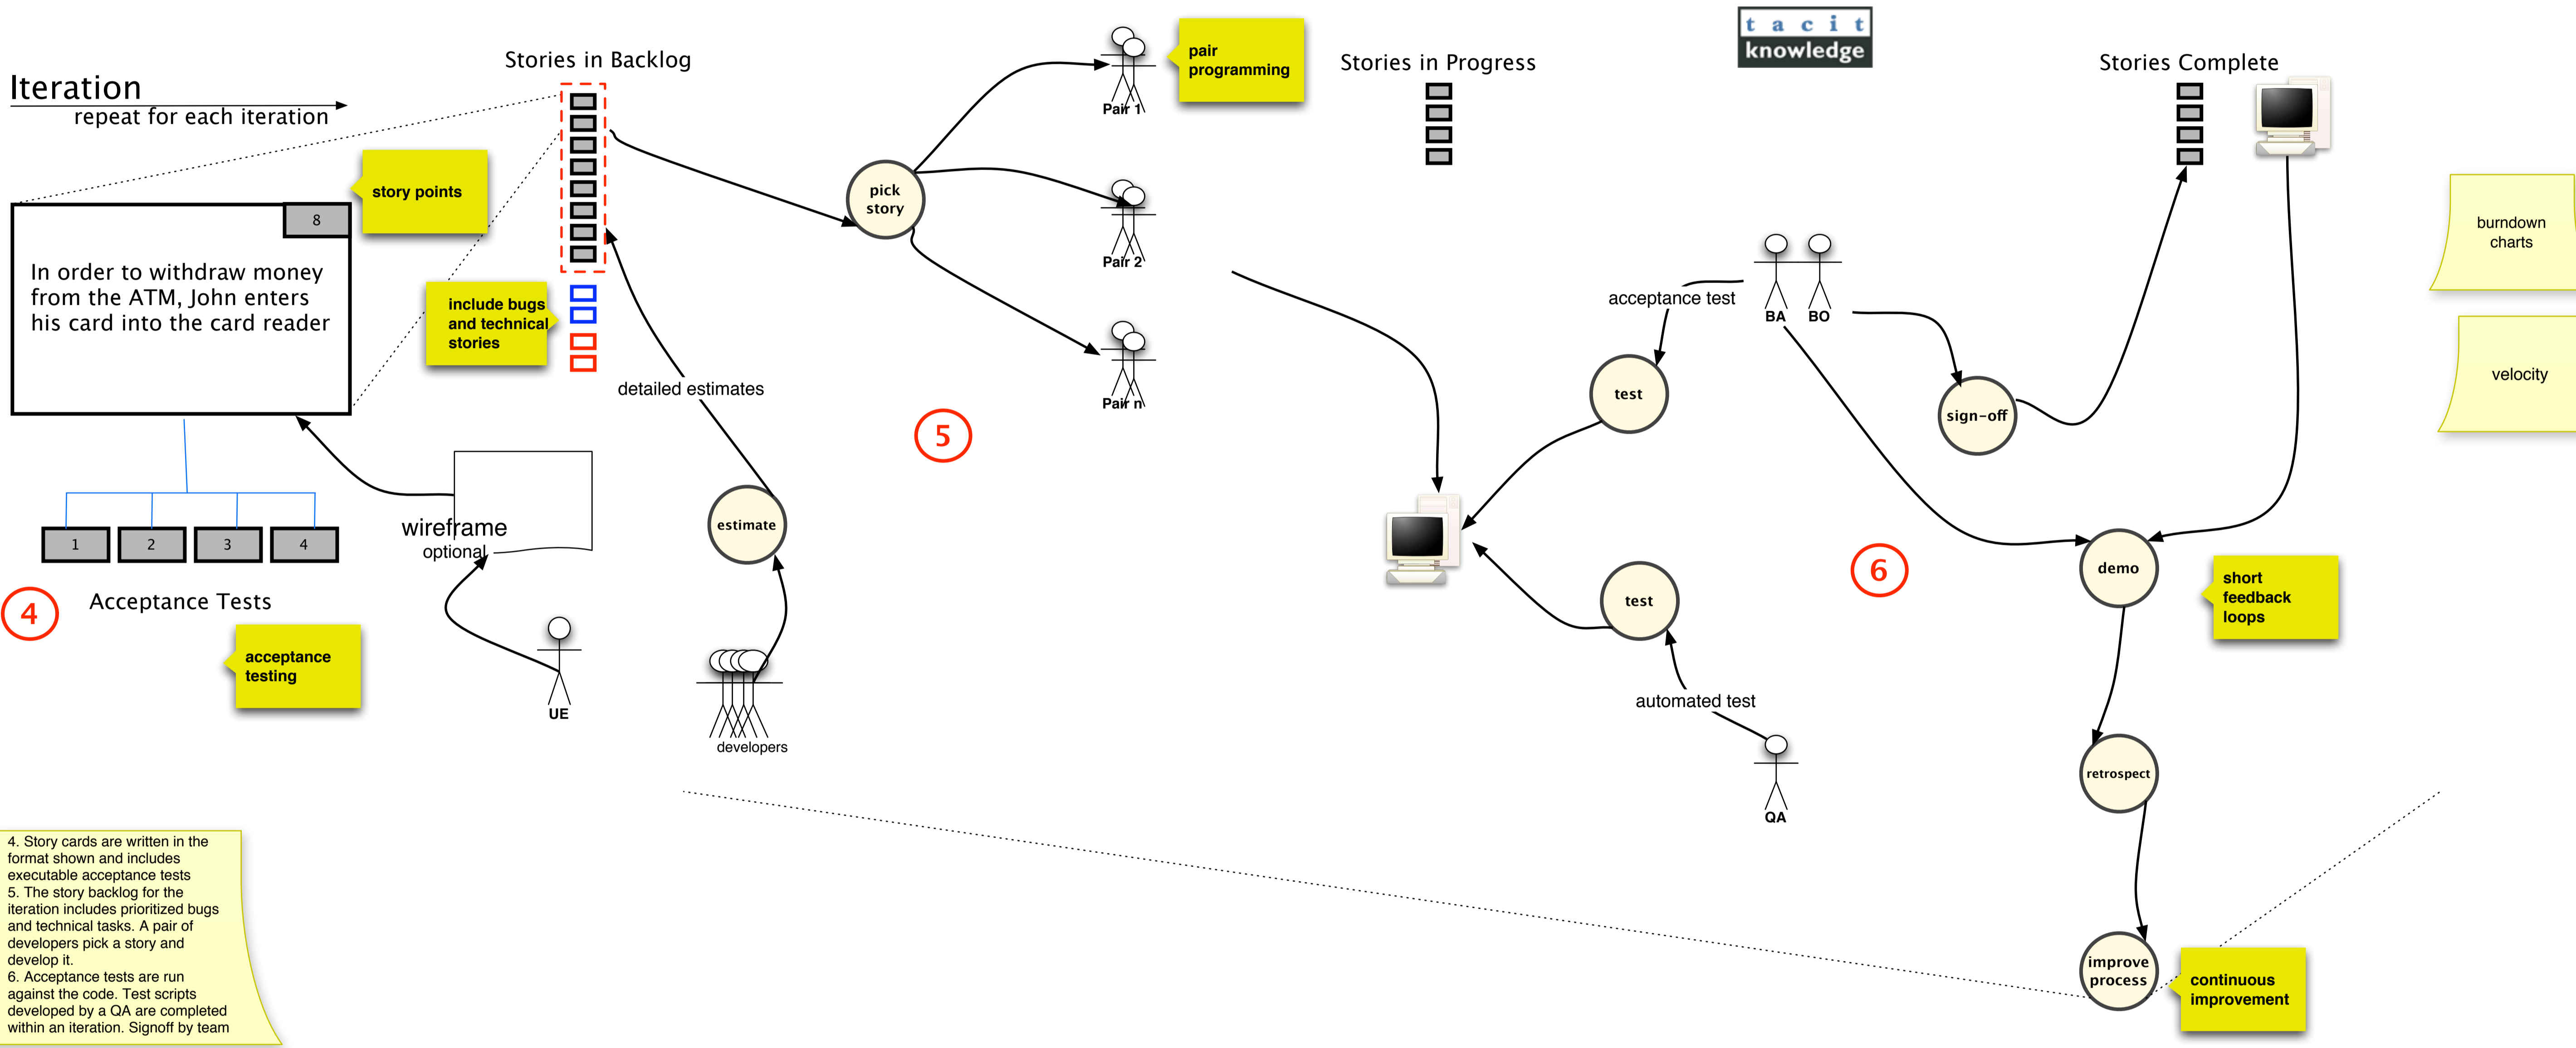 Iteration
repeat for each iteration
Stories in Backlog
story points
8
In order to withdraw money
from the ATM, John enters
his card into the card reader
include bugs
and technical
stories
detailed estimates
wireframe
optional
1
2
3
4
4
Acceptance Tests
acceptance
testing
UE
estimate
developers
pick
story
Pair 1
Pair 2
Pair n
pair
programming
5
Stories in Progress
tacit
knowledge
Stories Complete
acceptance test
BA
BO
test
sign-off
test
automated test
QA
6
demo
short
feedback
loops
retrospect
improve
process
continuous
improvement
burndown
charts
velocity
4. Story cards are written in the
format shown and includes
executable acceptance tests
5. The story backlog for the
iteration includes prioritized bugs
and technical tasks. A pair of
developers pick a story and
develop it.
6. Acceptance tests are run
against the code. Test scripts
developed by a QA are completed
within an iteration. Signoff by team